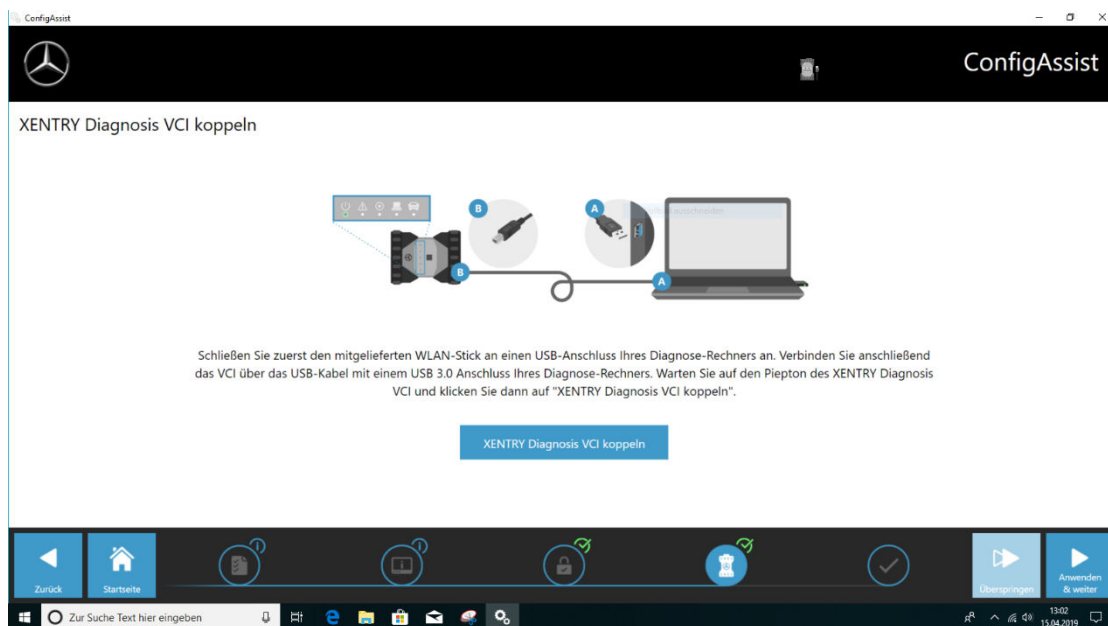 ConfigAssist
ConfigAssist
XENTRY Diagnosis VCI koppeln
B
A
B
A
Schließen Sie zuerst den mitgelieferten WLAN-Stick an einen USB-Anschluss Ihres Diagnose-Rechners an. Verbinden Sie anschließend
das VCI über das USB-Kabel mit einem USB 3.0 Anschluss Ihres Diagnose-Rechners. Warten Sie auf den Piepton des XENTRY Diagnosis
VCI und klicken Sie dann auf "XENTRY Diagnosis VCI koppeln".
XENTRY Diagnosis VCI koppeln
Zurück
Startseite
Überspringen
Anwenden
& weiter
Zur Suche Text hier eingeben
13:02
15.04.2019